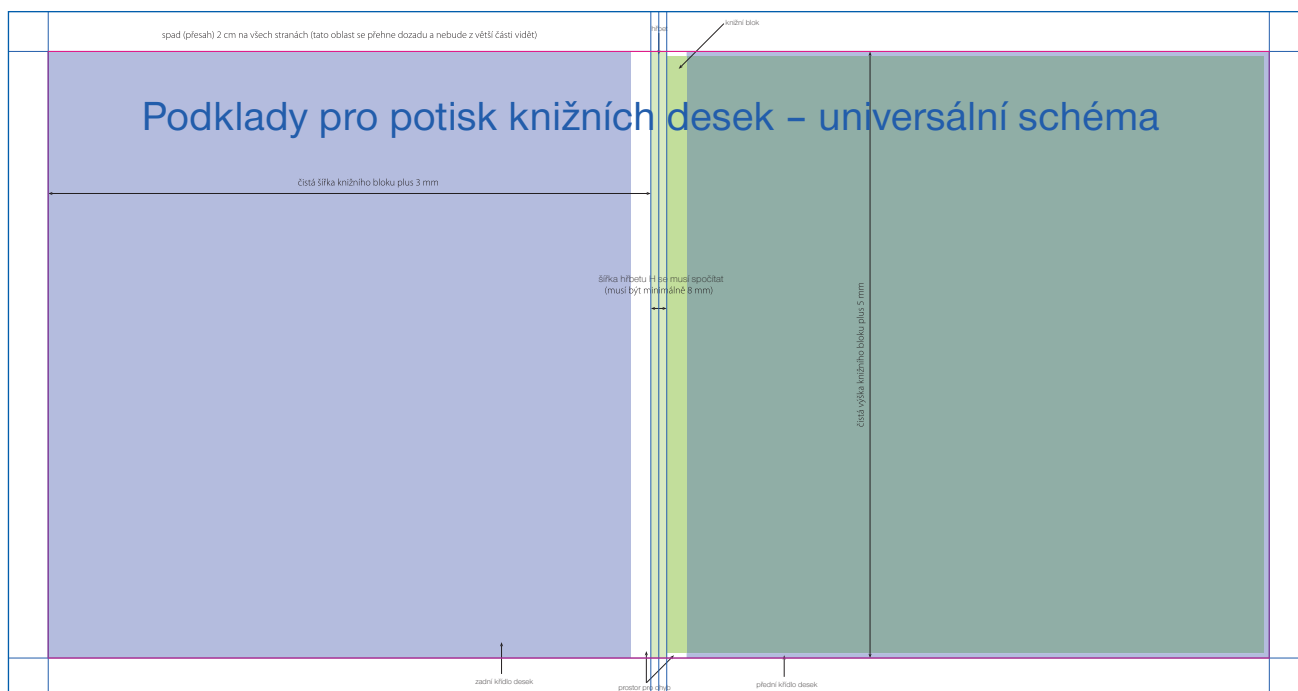 knižní blok
hřbet
spad (přesah) 2 cm na všech stranách (tato oblast se přehne dozadu a nebude z větší části vidět)
Podklady pro potisk knižních desek – universální schéma
čistá šířka knižního bloku plus 3 mm
šířka hřbetu H se musí spočítat
(musí být minimálně 8 mm)
čistá výška knižního bloku plus 5 mm
zadní křídlo desek
prostor pro ohyb
přední křídlo desek